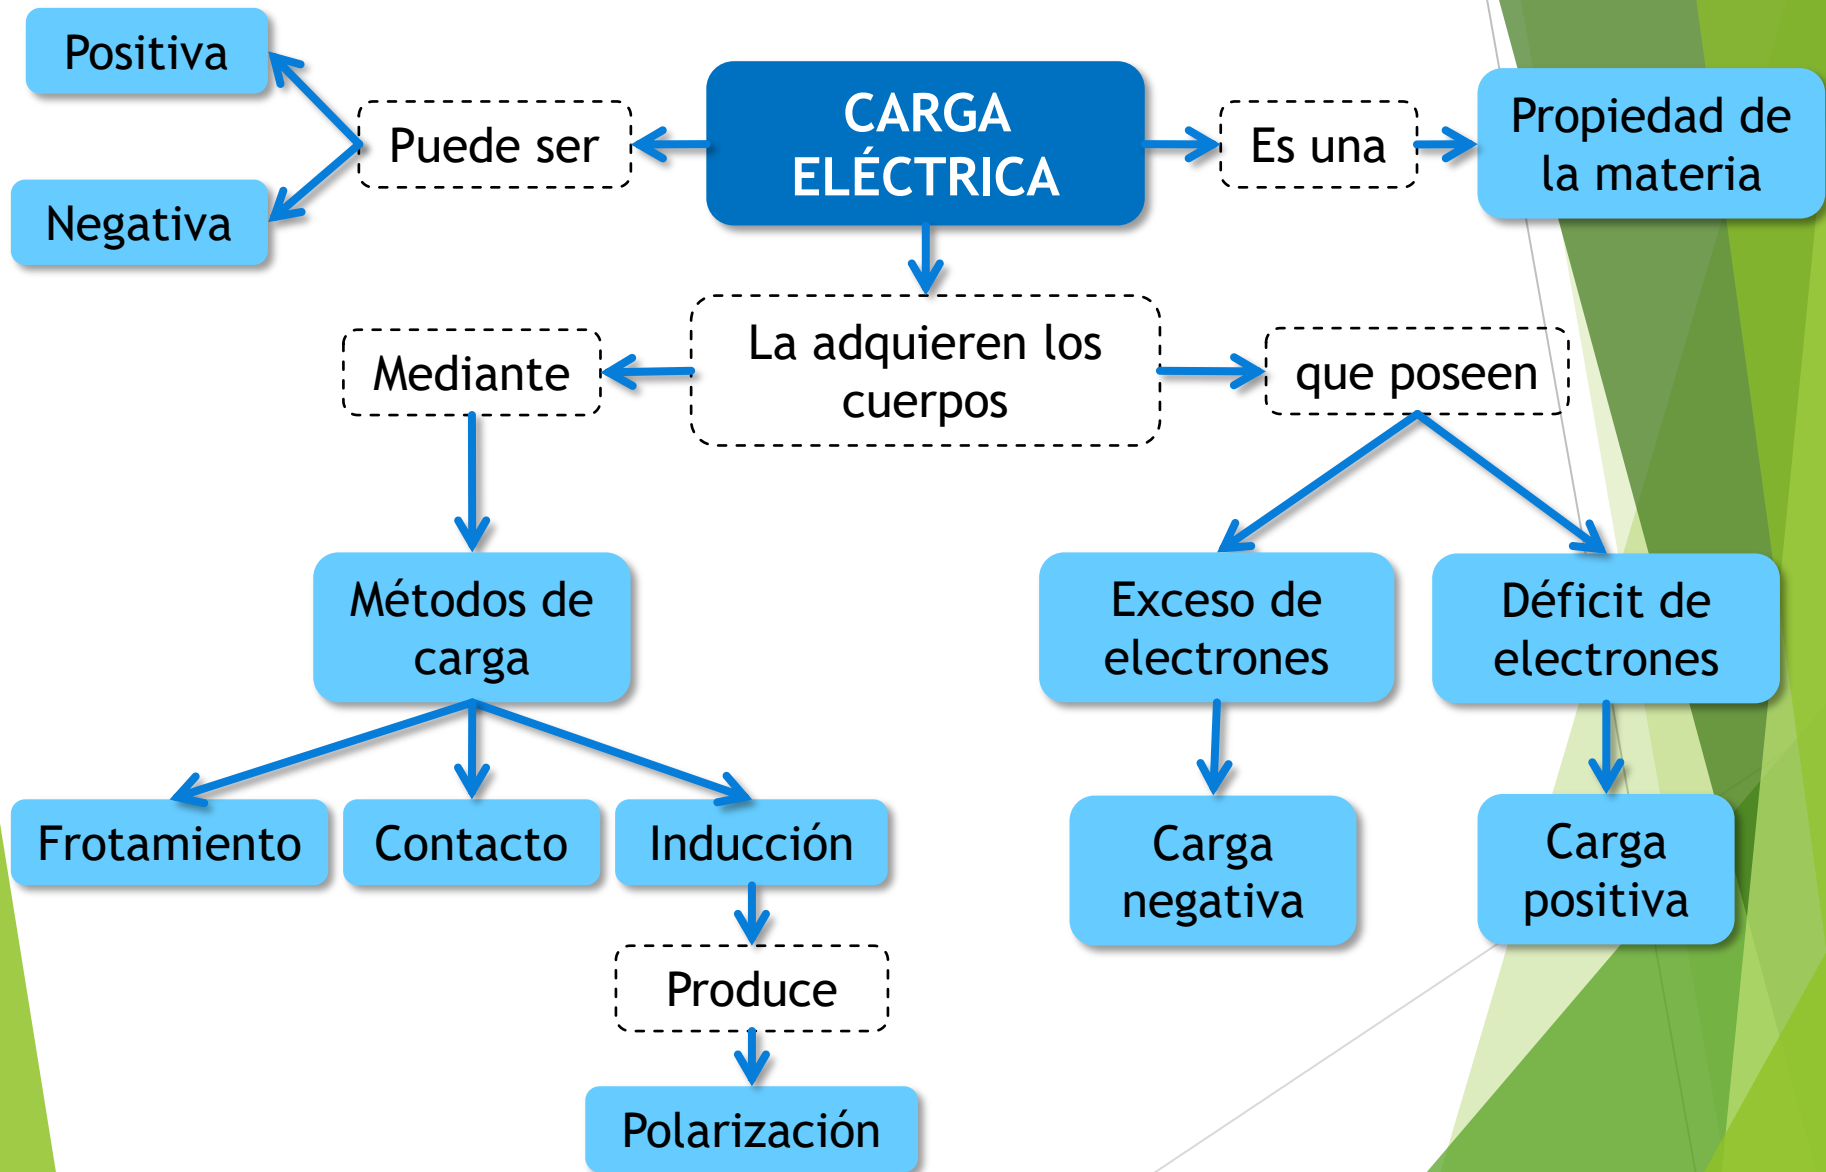 Positiva
Negativa
Puede ser
CARGA
ELÉCTRICA
Es una
Propiedad de
la materia
Mediante
La adquieren los
cuerpos
que poseen
Métodos de
carga
Exceso de
electrones
Déficit de
electrones
Frotamiento
Contacto
Inducción
Carga
negativa
Carga
positiva
Produce
Polarización